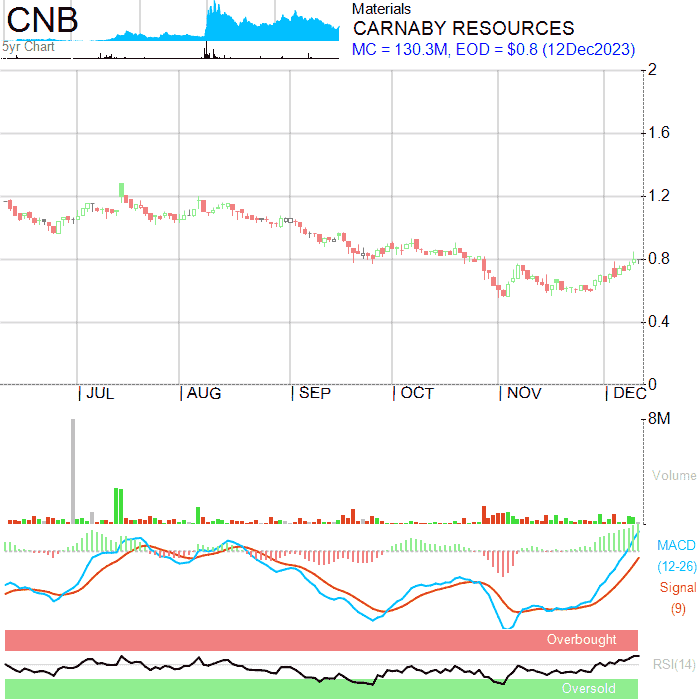 CNB
5yr Chart
Materials
CARNABY RESOURCES
MC = 130.3M, EOD = $0.8 (12Dec2023)
2
1.6
1.2
0.8
0.4
0
JUL AUG SEP OCT NOV DEC
8M
Volume
MACD
(12-26)
Signal
(9)
Overbought
RSI(14)
Oversold